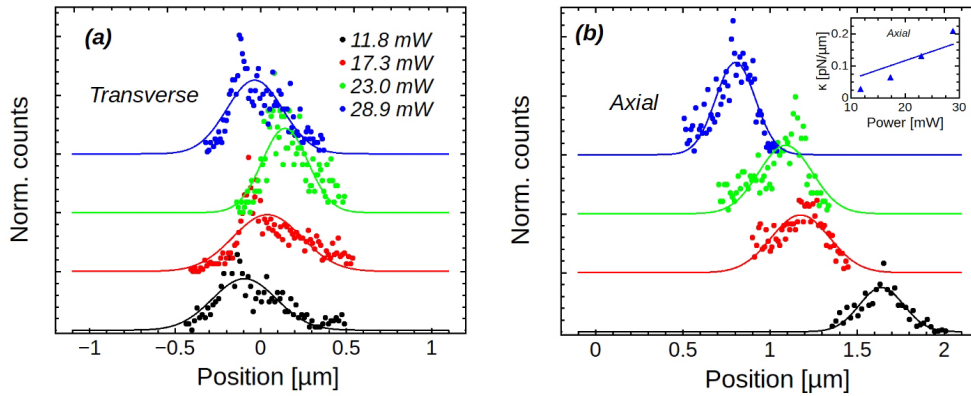 (a)
Transverse
11.8 mW
17.3 mW
23.0 mW
28.9 mW
Norm. counts
−1 −0.5 0 0.5 1
Position [µm]
(b)
Axial
Norm. counts
0 0.5 1 1.5 2
Position [µm]
Axial
κ [pN/µm]
0.2
0.1
0
10 20 30
Power [mW]